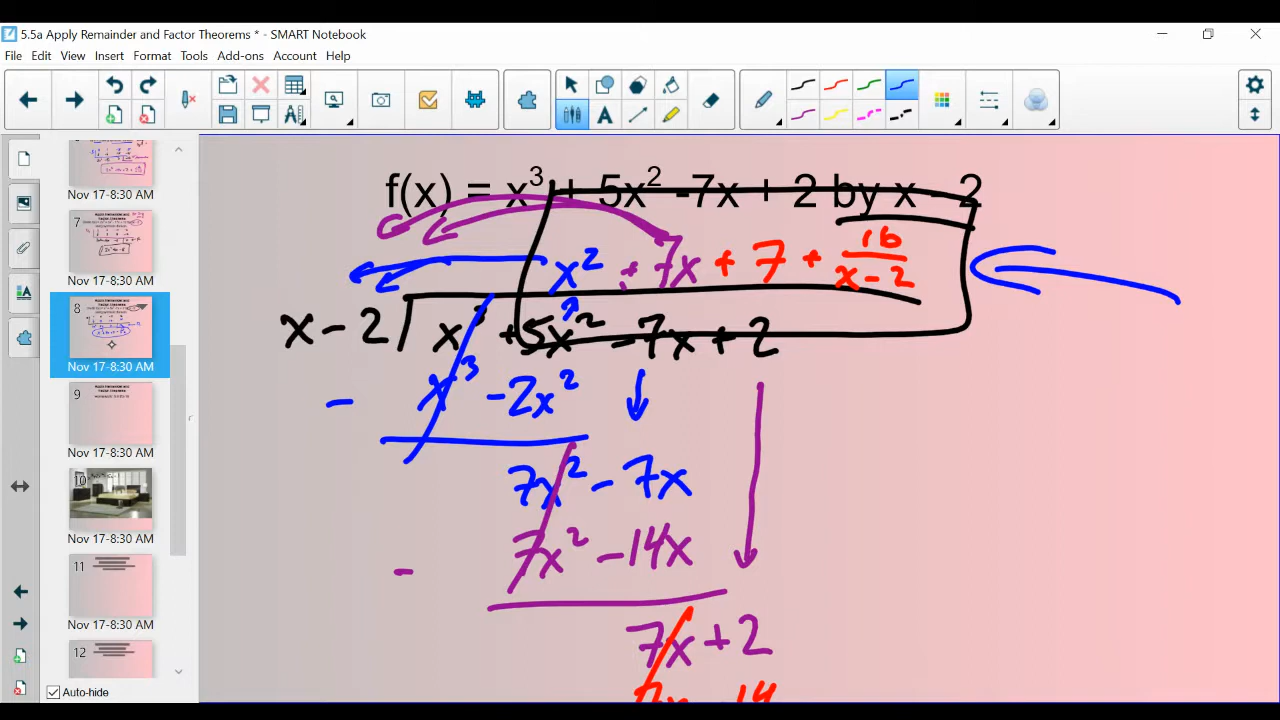 5.5a Apply Remainder and Factor Theorems * - SMART Notebook
File Edit View Insert Format Tools Add-ons Account Help
Nov 17-8:30 AM
7
Nov 17-8:30 AM
8
Nov 17-8:30 AM
9
Nov 17-8:30 AM
10
Nov 17-8:30 AM
11
Nov 17-8:30 AM
12
Auto-hide
f(x) = x³ + 5x² -7x + 2 by x - 2
x² + 7x + 7 + 16/(x-2)
x-2 x³ +5x² -7x +2
- x³ -2x²
7x² - 7x
- 7x² -14x
7x +2
14